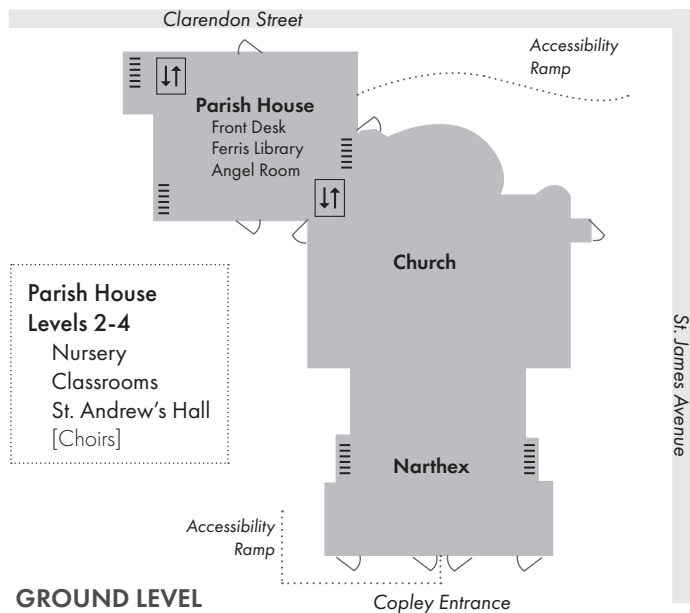 Clarendon Street
Accessibility
Ramp
Parish House
Front Desk
Ferris Library
Angel Room
Church
Parish House
Levels 2-4
Nursery
Classrooms
St. Andrew's Hall
[Choirs]
St. James Avenue
Narthex
Accessibility
Ramp
GROUND LEVEL
Copley Entrance